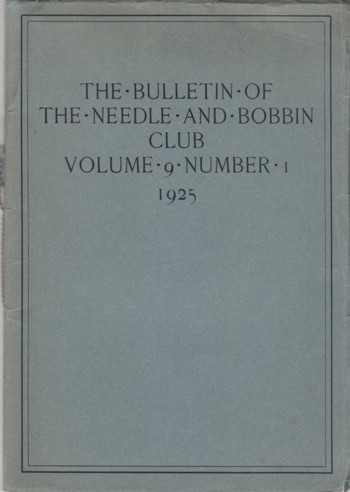 THE·BULLETIN·OF
THE·NEEDLE·AND·BOBBIN
CLUB
VOLUME·9·NUMBER·1
1925